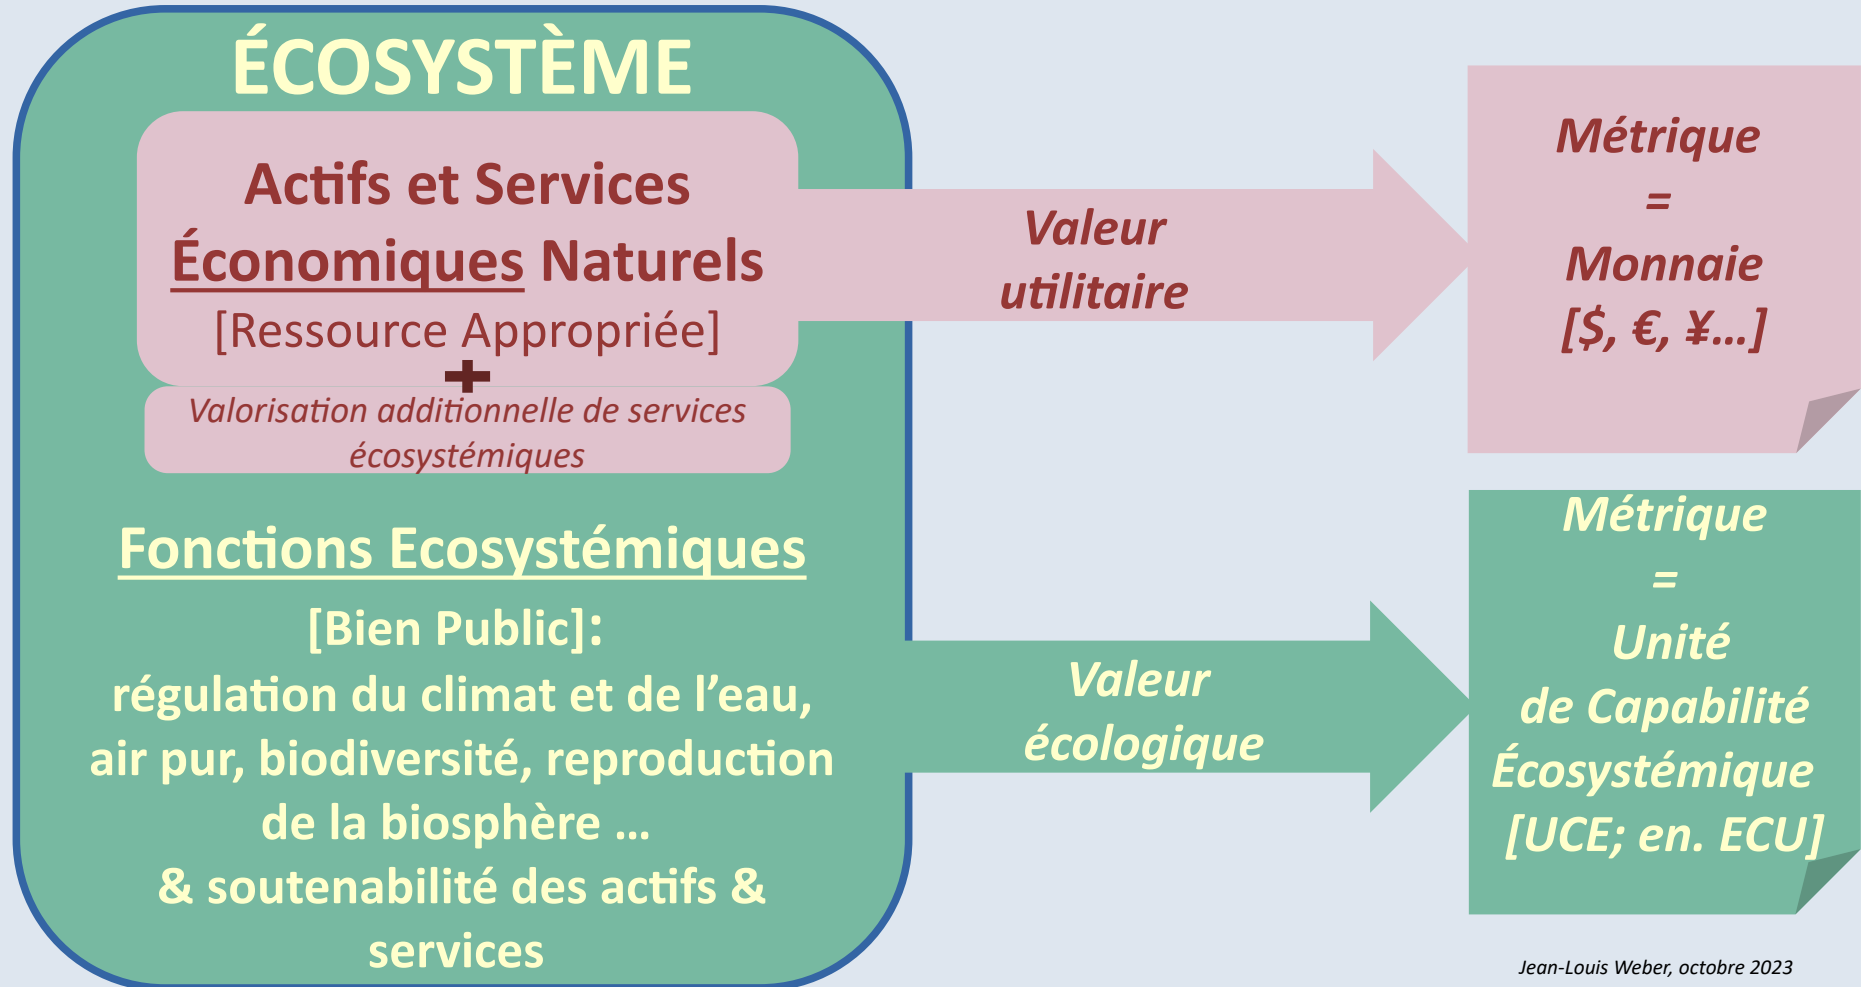 ÉCOSYSTÈME
Actifs et Services
Économiques Naturels
[Ressource Appropriée]
+
Valorisation additionnelle de services
écosystémiques
Fonctions Ecosystémiques
[Bien Public]:
régulation du climat et de l’eau,
air pur, biodiversité, reproduction
de la biosphère …
& soutenabilité des actifs &
services
Valeur
utilitaire
Métrique
=
Monnaie
[$, €, ¥…]
Valeur
écologique
Métrique
=
Unité
de Capabilité
Écosystémique
[UCE; en. ECU]
Jean-Louis Weber, octobre 2023